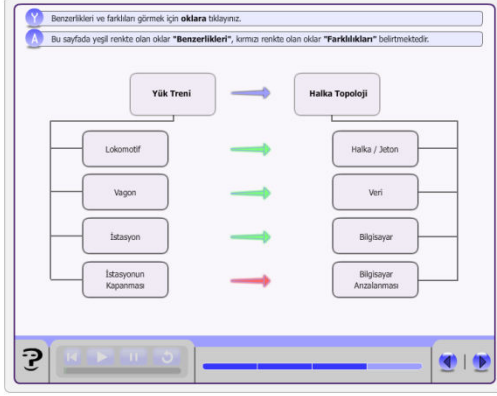 Y Benzerlikleri ve farklıları görmek için oklara tıklayınız.
A Bu sayfada yeşil renkte olan oklar "Benzerlikleri", kırmızı renkte olan oklar "Farklılıkları" belirtmektedir.
Yük Treni
Halka Topoloji
Lokomotif
Halka / Jeton
Vagon
Veri
İstasyon
Bilgisayar
İstasyonun
Kapanması
Bilgisayar
Arızalanması